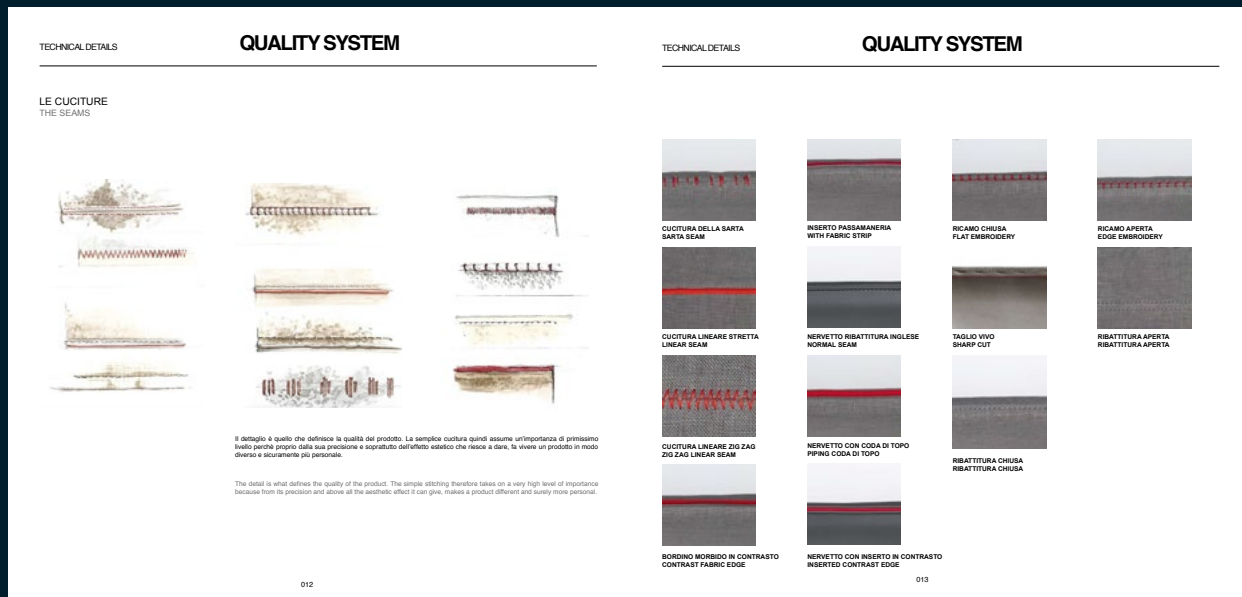 TECHNICAL DETAILS
QUALITY SYSTEM
LE CUCITURE
THE SEAMS
Il dettaglio è quello che definisce la qualità del prodotto. La semplice cucitura quindi assume un'importanza di primissimo
livello perchè proprio dalla sua precisione e soprattutto dell'effetto estetico che riesce a dare, fa vivere un prodotto in modo
diverso e sicuramente più personale.
The detail is what defines the quality of the product. The simple stitching therefore takes on a very high level of importance
because from its precision and above all the aesthetic effect it can give, makes a product different and surely more personal.
012
TECHNICAL DETAILS
QUALITY SYSTEM
CUCITURA DELLA SARTA
SARTA SEAM
INSERTO PASSAMANERIA
WITH FABRIC STRIP
RICAMO CHIUSA
FLAT EMBROIDERY
RICAMO APERTA
EDGE EMBROIDERY
CUCITURA LINEARE STRETTA
LINEAR SEAM
NERVETTO RIBATTITURA INGLESE
NORMAL SEAM
TAGLIO VIVO
SHARP CUT
RIBATTITURA APERTA
RIBATTITURA APERTA
CUCITURA LINEARE ZIG ZAG
ZIG ZAG LINEAR SEAM
NERVETTO CON CODA DI TOPO
PIPING CODA DI TOPO
RIBATTITURA CHIUSA
RIBATTITURA CHIUSA
BORDINO MORBIDO IN CONTRASTO
CONTRAST FABRIC EDGE
NERVETTO CON INSERTO IN CONTRASTO
INSERTED CONTRAST EDGE
013